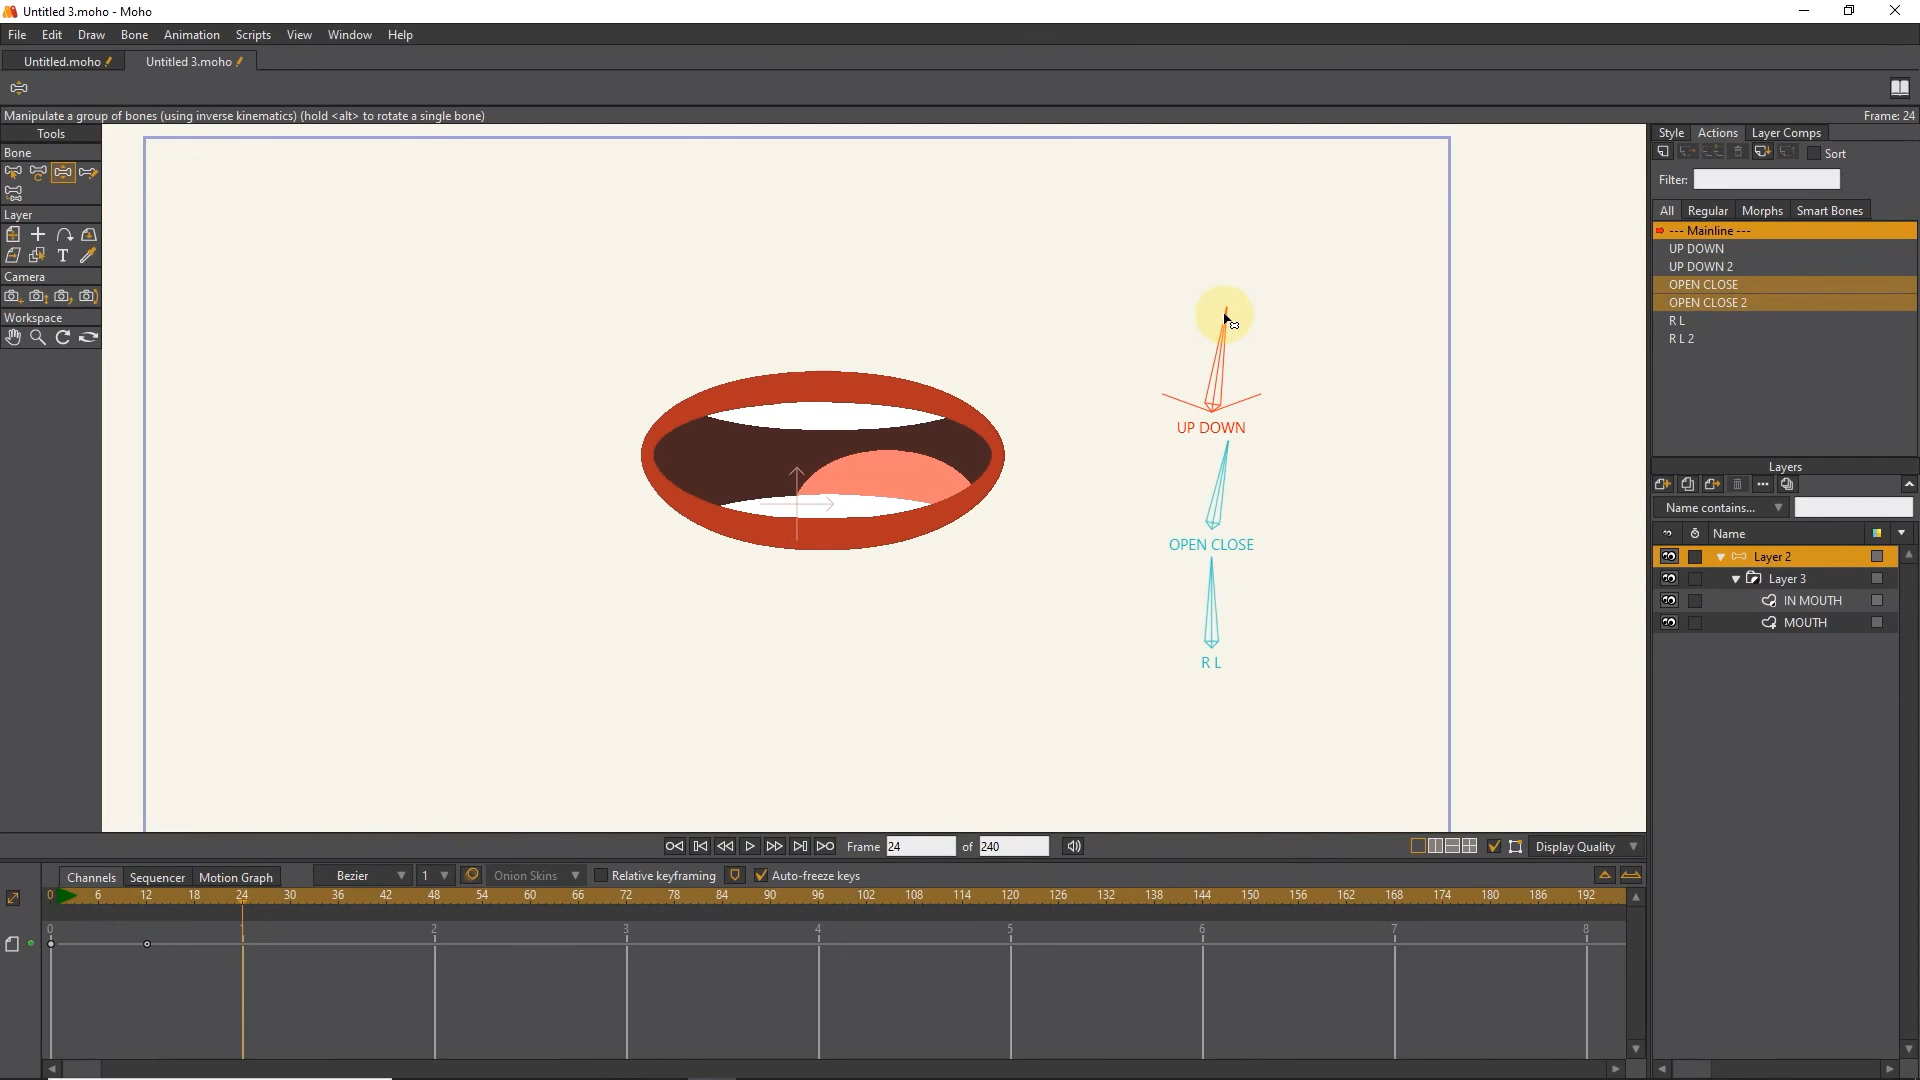 Untitled 3.moho - Moho
File Edit Draw Bone Animation Scripts View Window Help
Untitled.moho Untitled 3.moho
Manipulate a group of bones (using inverse kinematics) (hold <alt> to rotate a single bone) Frame: 24
Tools
Bone
Layer
Camera
Workspace
UP DOWN
OPEN CLOSE
R L
Style Actions Layer Comps
Sort
Filter:
All Regular Morphs Smart Bones
--- Mainline ---
UP DOWN
UP DOWN 2
OPEN CLOSE
OPEN CLOSE 2
R L
R L 2
Layers
Name contains...
Name
Layer 2
Layer 3
IN MOUTH
MOUTH
Frame 24 of 240 Display Quality
Channels Sequencer Motion Graph Bezier 1 Onion Skins Relative keyframing Auto-freeze keys
0 6 12 18 24 30 36 42 48 54 60 66 72 78 84 90 96 102 108 114 120 126 132 138 144 150 156 162 168 174 180 186 192
0 1 2 3 4 5 6 7 8